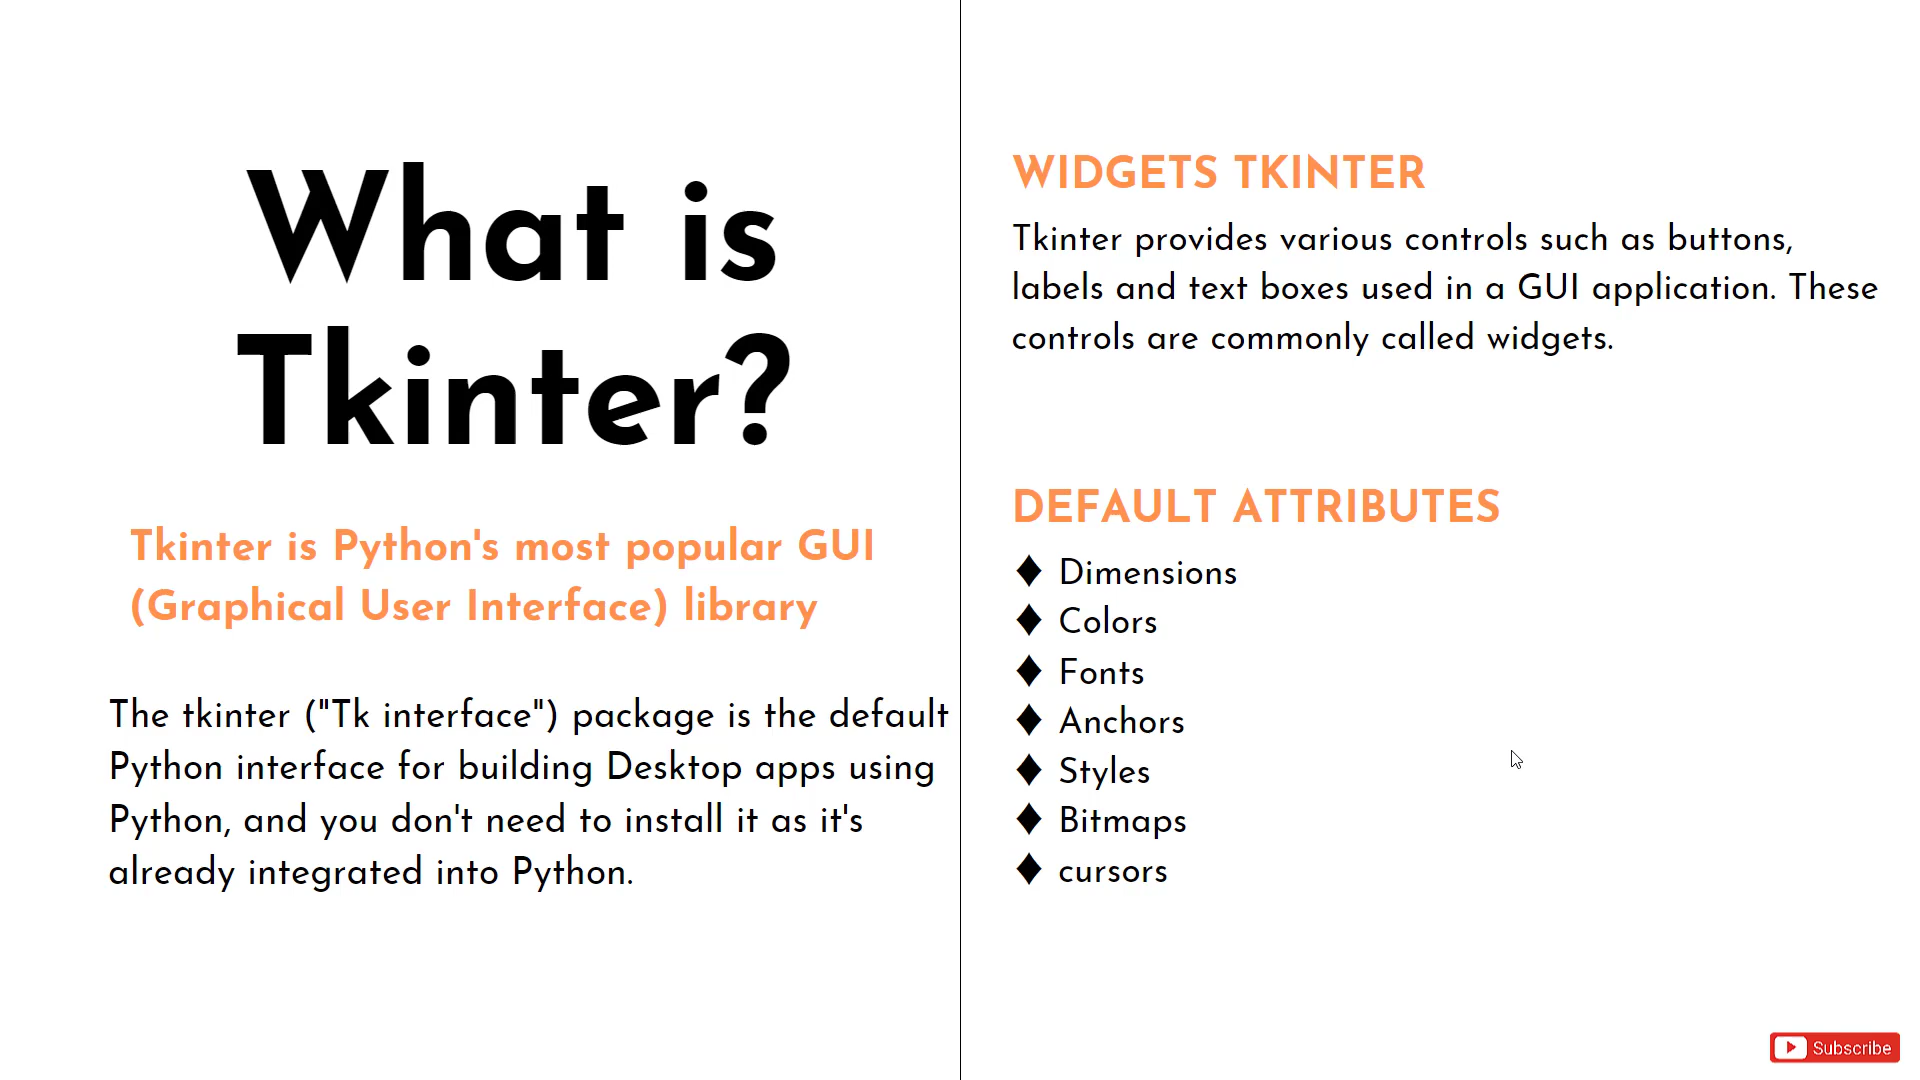 What is
Tkinter?
Tkinter is Python's most popular GUI
(Graphical User Interface) library
The tkinter ("Tk interface") package is the default
Python interface for building Desktop apps using
Python, and you don't need to install it as it's
already integrated into Python.
WIDGETS TKINTER
Tkinter provides various controls such as buttons,
labels and text boxes used in a GUI application. These
controls are commonly called widgets.
DEFAULT ATTRIBUTES
♦ Dimensions
♦ Colors
♦ Fonts
♦ Anchors
♦ Styles
♦ Bitmaps
♦ cursors
Subscribe